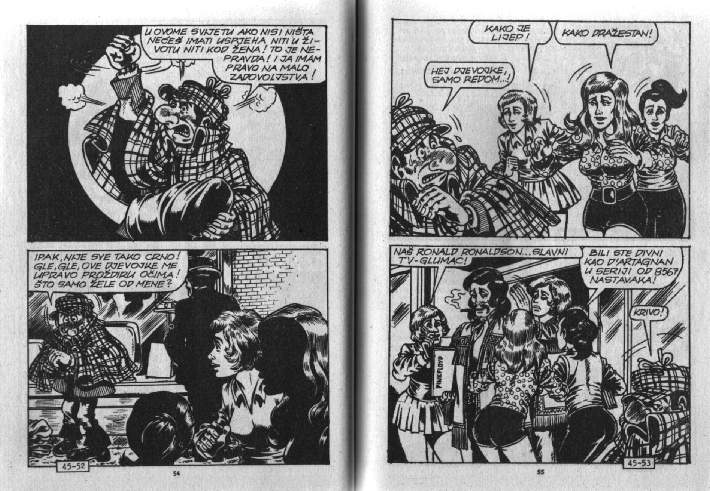 U OVOME SVIJETU AKO NISI NIŠTA
NEĆEŠ IMATI USPJEHA NITI U ŽI-
VOTU NITI KOD ŽENA! TO JE NE-
PRAVDA! I JA IMAM
PRAVO NA MALO
ZADOVOLJSTVA!
IPAK, NIJE SVE TAKO CRNO!
GLE, GLE, OVE DJEVOJKE ME
UPRAVO PROŽDIRU OČIMA!
ŠTO SAMO ŽELE OD MENE?
45-52
54
KAKO JE
LIJEP!
KAKO DRAŽESTAN!
HEJ DJEVOJKE,
SAMO REDOM...!
NAŠ RONALD RONALDSON...SLAVNI
TV-GLUMAC!
BILI STE DIVNI
KAO D'ARTAGNAN
U SERIJI OD 8567
NASTAVAKA!
KRIVO!
PINKFLOYD
55
45-53